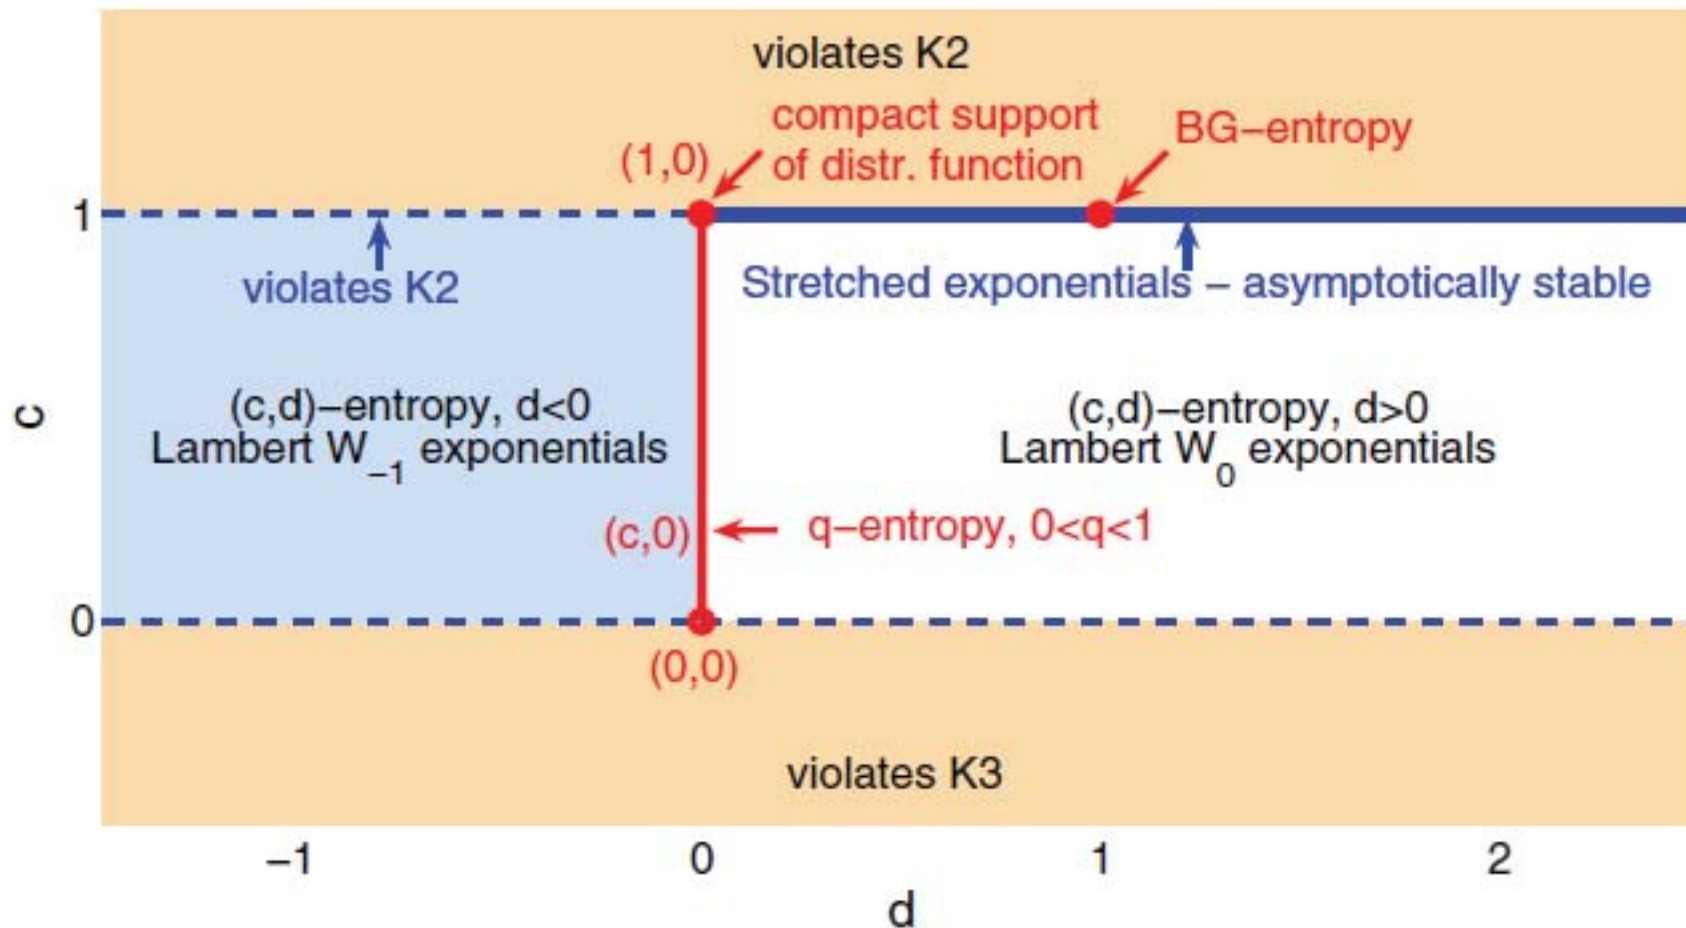 violates K2
compact support
of distr. function
BG−entropy
(1,0)
1
violates K2
Stretched exponentials − asymptotically stable
(c,d)−entropy, d<0
Lambert W−1 exponentials
(c,d)−entropy, d>0
Lambert W0 exponentials
c
(c,0)
q−entropy, 0<q<1
0
(0,0)
violates K3
−1 0 1 2
d